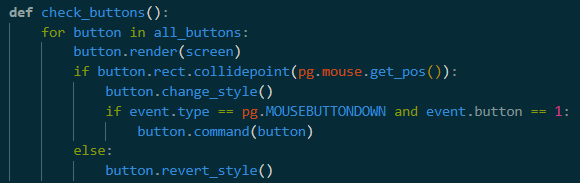 def check_buttons():
    for button in all_buttons:
        button.render(screen)
        if button.rect.collidepoint(pg.mouse.get_pos()):
            button.change_style()
            if event.type == pg.MOUSEBUTTONDOWN and event.button == 1:
                button.command(button)
        else:
            button.revert_style()